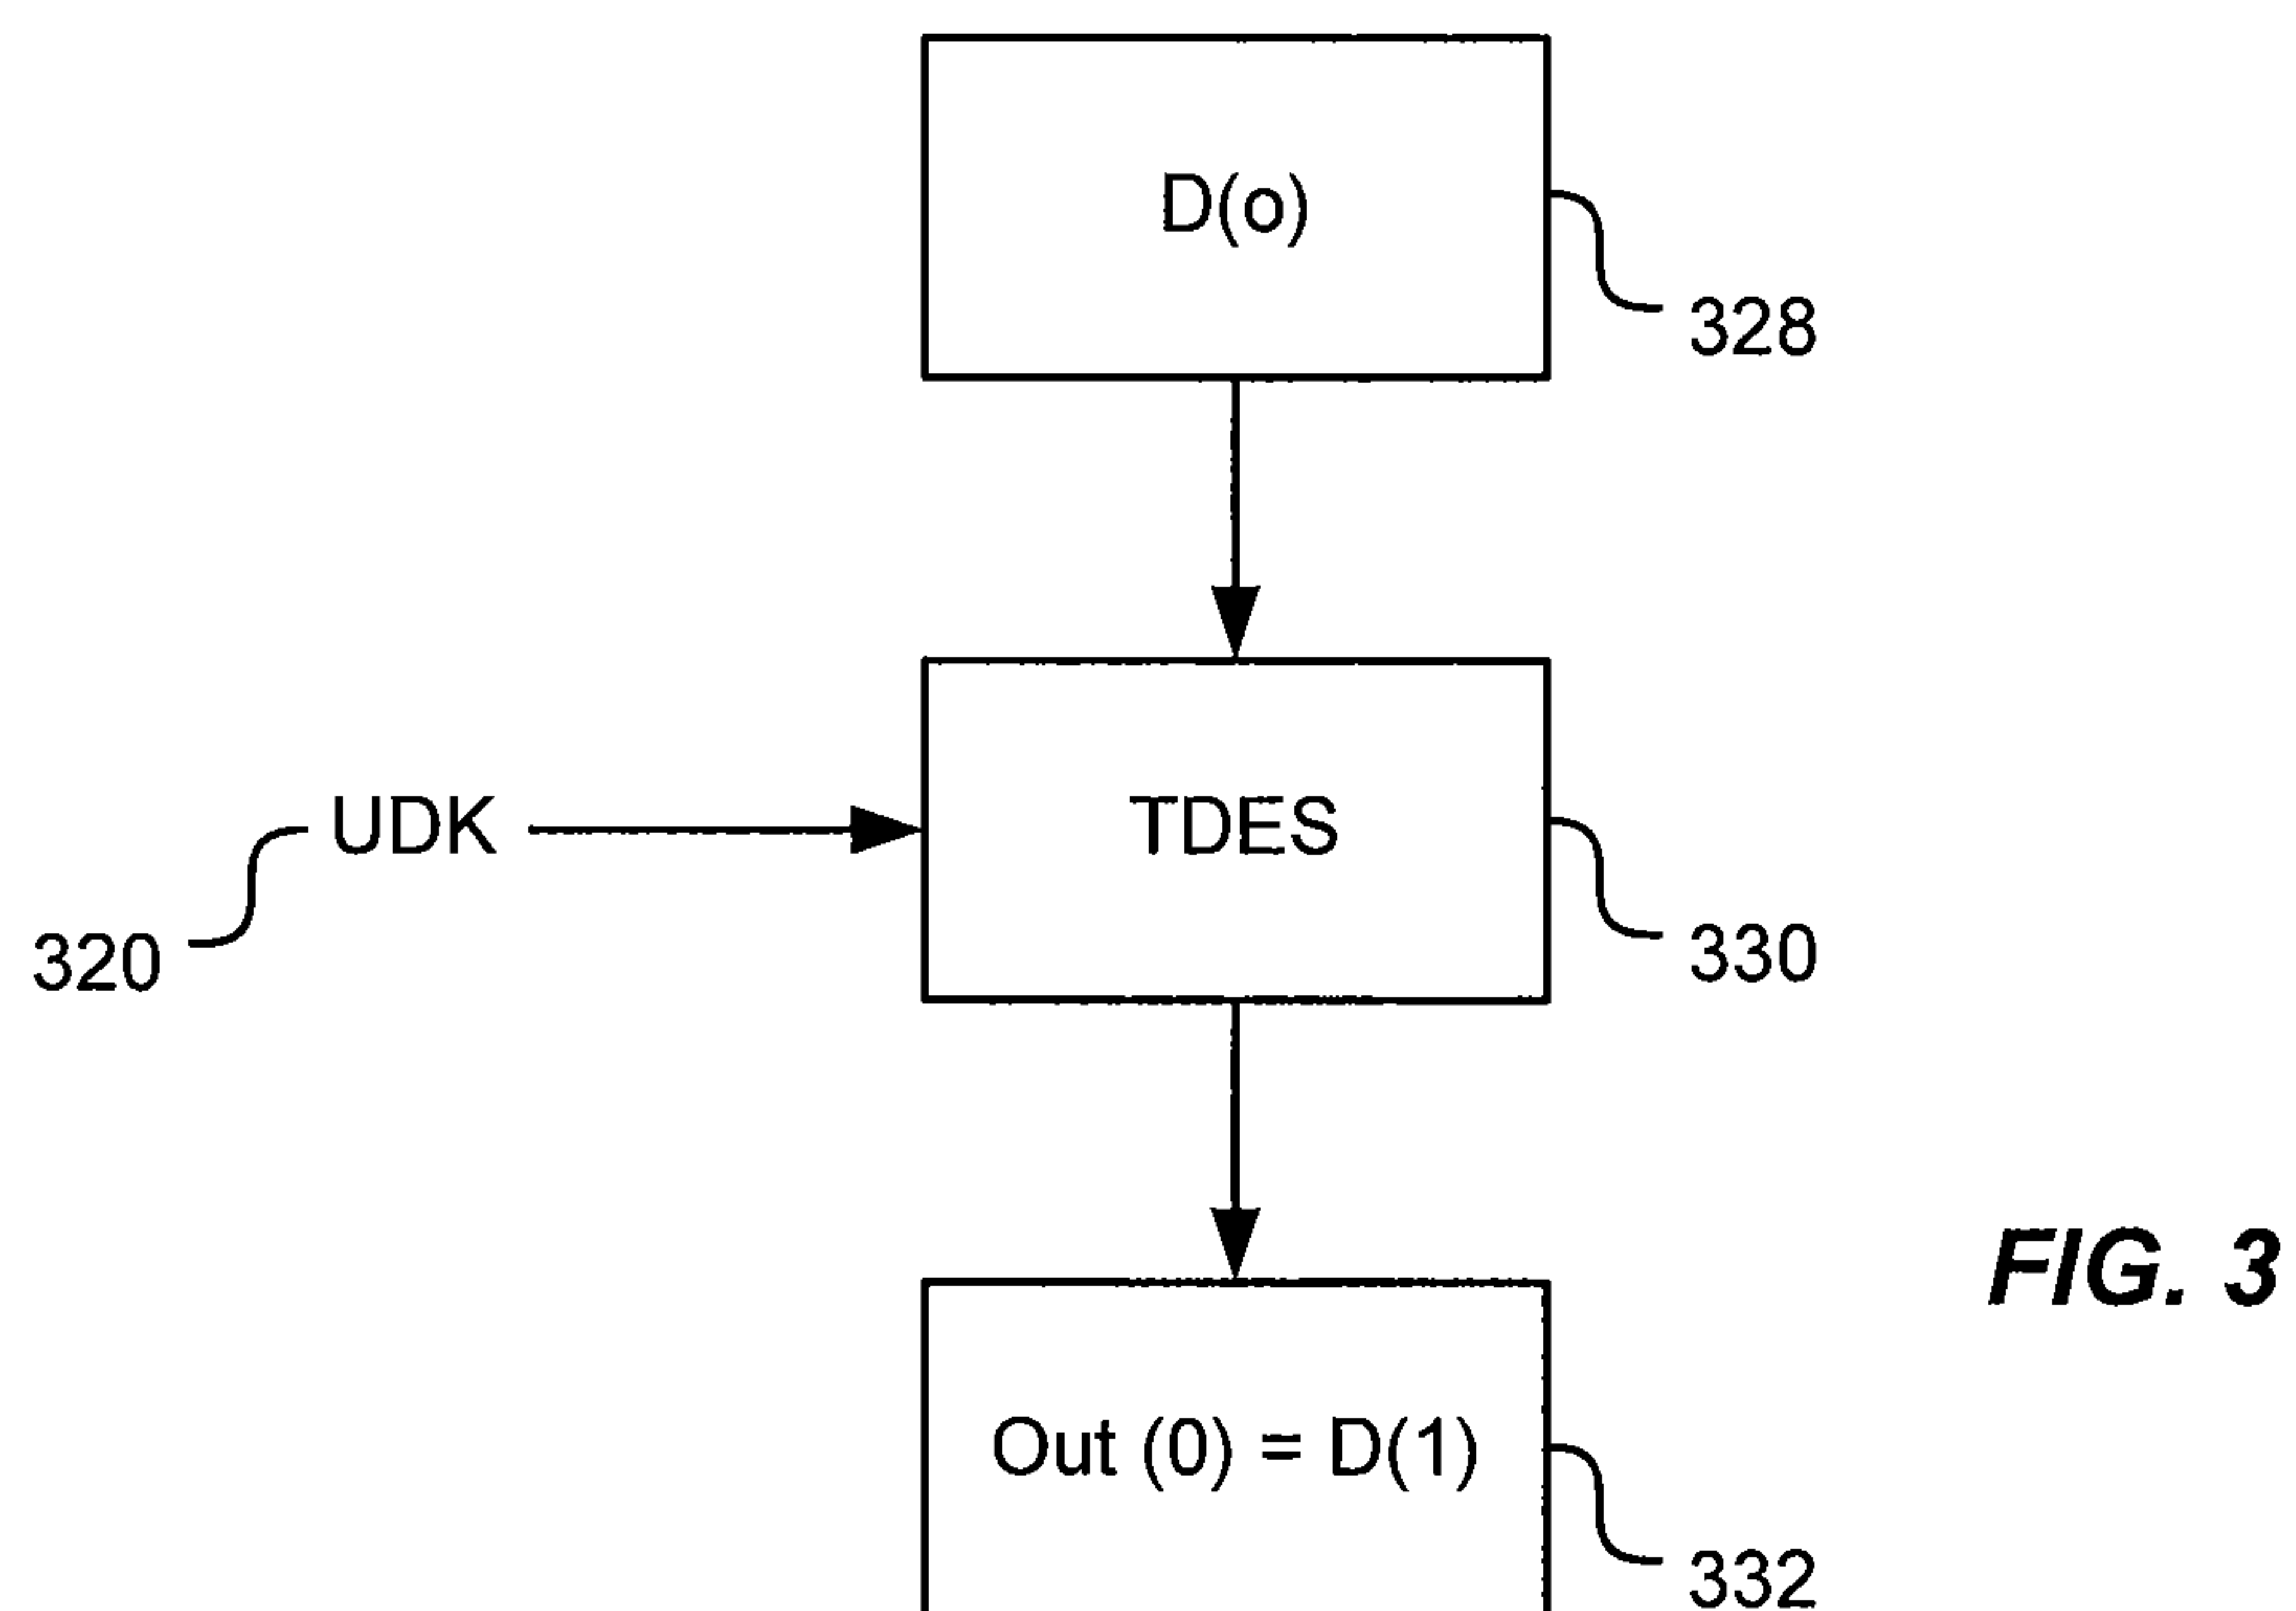 D(o)
328
UDK
TDES
320
330
FIG. 3
Out (0) = D(1)
332